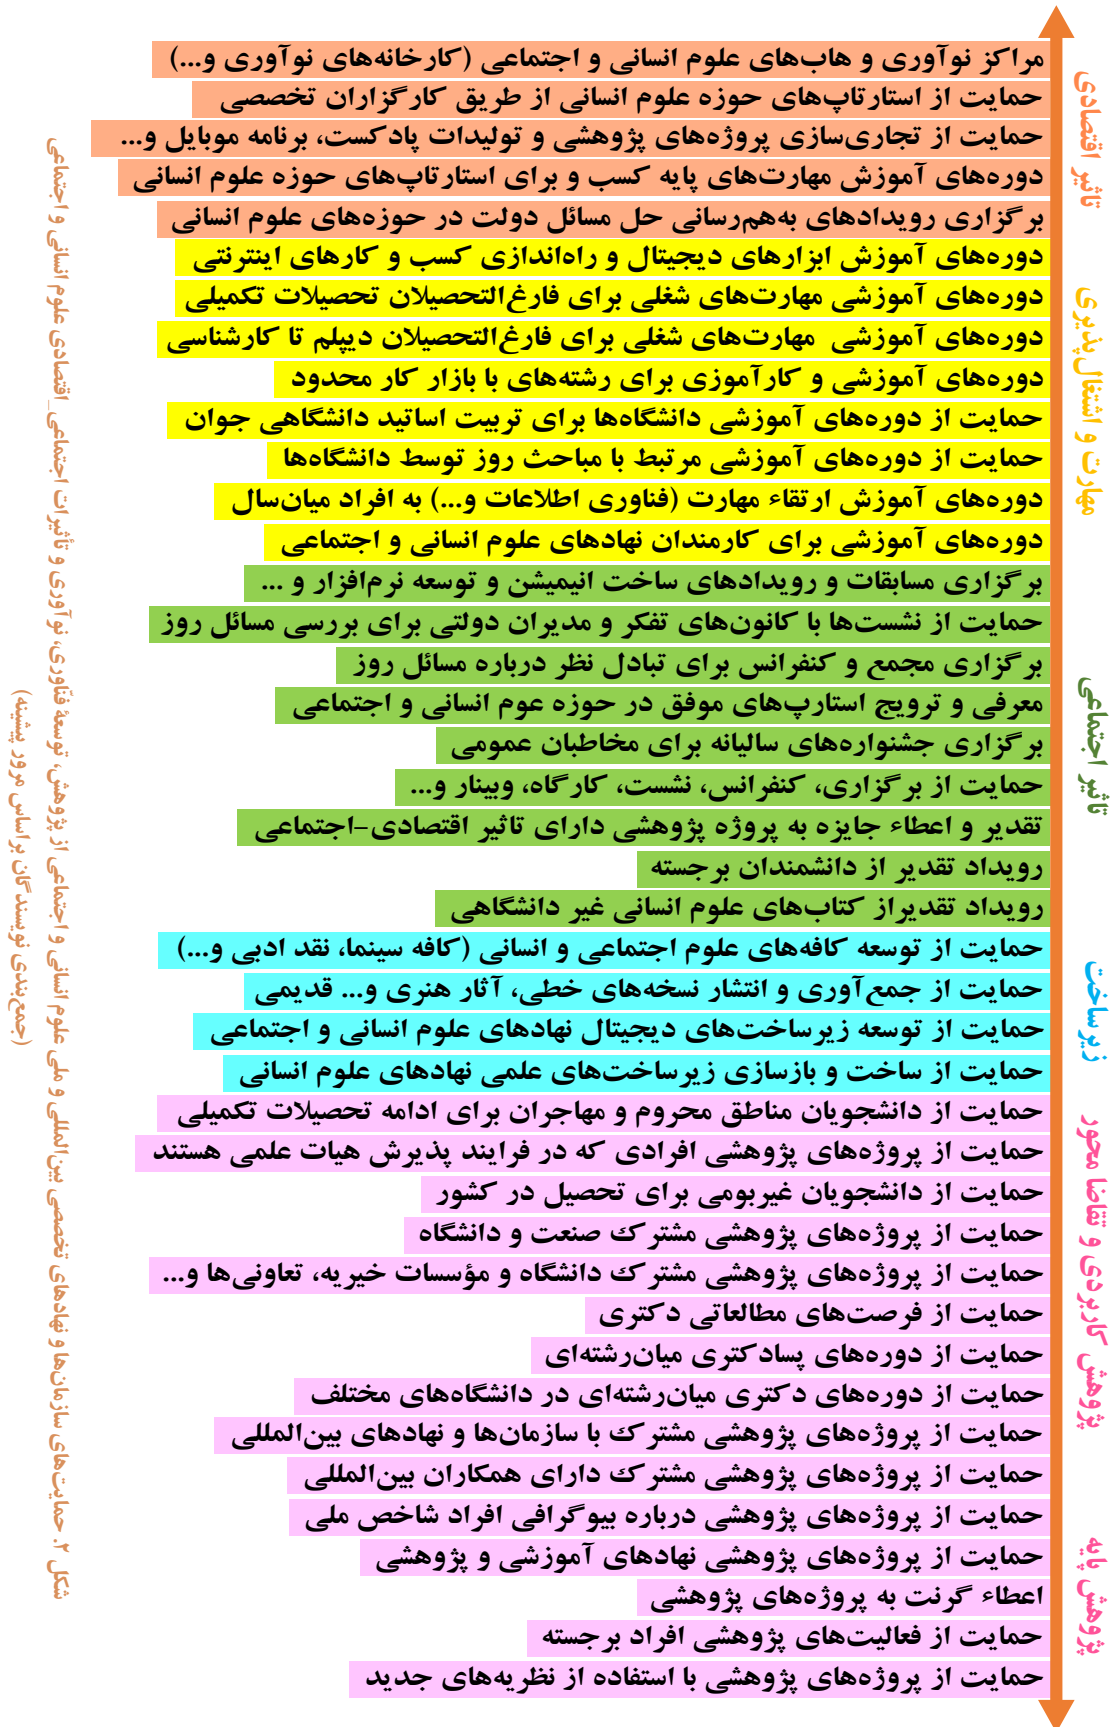 مراکز نوآوری و هاب‌های علوم انسانی و اجتماعی (کارخانه‌های نوآوری و...)
حمایت از استارتاپ‌های حوزه علوم انسانی از طریق کارگزاران تخصصی
حمایت از تجاری‌سازی پروژه‌های پژوهشی و تولیدات پادکست، برنامه موبایل و...
دوره‌های آموزش مهارت‌های پایه کسب و برای استارتاپ‌های حوزه علوم انسانی
برگزاری رویدادهای به‌هم‌رسانی حل مسائل دولت در حوزه‌های علوم انسانی
تاثیر اقتصادی
دوره‌های آموزش ابزارهای دیجیتال و راه‌اندازی کسب و کارهای اینترنتی
دوره‌های آموزشی مهارت‌های شغلی برای فارغ‌التحصیلان تحصیلات تکمیلی
دوره‌های آموزشی مهارت‌های شغلی برای فارغ‌التحصیلان دیپلم تا کارشناسی
دوره‌های آموزشی و کارآموزی برای رشته‌های با بازار کار محدود
حمایت از دوره‌های آموزشی دانشگاه‌ها برای تربیت اساتید دانشگاهی جوان
حمایت از دوره‌های آموزشی مرتبط با مباحث روز توسط دانشگاه‌ها
دوره‌های آموزش ارتقاء مهارت (فناوری اطلاعات و...) به افراد میان‌سال
دوره‌های آموزشی برای کارمندان نهادهای علوم انسانی و اجتماعی
مهارت و اشتغال‌پذیری
برگزاری مسابقات و رویدادهای ساخت انیمیشن و توسعه نرم‌افزار و ...
حمایت از نشست‌ها با کانون‌های تفکر و مدیران دولتی برای بررسی مسائل روز
برگزاری مجمع و کنفرانس برای تبادل نظر درباره مسائل روز
معرفی و ترویج استارپ‌های موفق در حوزه عوم انسانی و اجتماعی
برگزاری جشنواره‌های سالیانه برای مخاطبان عمومی
حمایت از برگزاری، کنفرانس، نشست، کارگاه، وبینار و...
تقدیر و اعطاء جایزه به پروژه پژوهشی دارای تاثیر اقتصادی-اجتماعی
رویداد تقدیر از دانشمندان برجسته
رویداد تقدیراز کتاب‌های علوم انسانی غیر دانشگاهی
تاثیر اجتماعی
حمایت از توسعه کافه‌های علوم اجتماعی و انسانی (کافه سینما، نقد ادبی و...)
حمایت از جمع‌آوری و انتشار نسخه‌های خطی، آثار هنری و... قدیمی
حمایت از توسعه زیرساخت‌های دیجیتال نهادهای علوم انسانی و اجتماعی
حمایت از ساخت و بازسازی زیرساخت‌های علمی نهادهای علوم انسانی
زیرساخت
حمایت از دانشجویان مناطق محروم و مهاجران برای ادامه تحصیلات تکمیلی
حمایت از پروژه‌های پژوهشی افرادی که در فرایند پذیرش هیات علمی هستند
حمایت از دانشجویان غیربومی برای تحصیل در کشور
حمایت از پروژه‌های پژوهشی مشترک صنعت و دانشگاه
حمایت از پروژه‌های پژوهشی مشترک دانشگاه و مؤسسات خیریه، تعاونی‌ها و...
حمایت از فرصت‌های مطالعاتی دکتری
حمایت از دوره‌های پسادکتری میان‌رشته‌ای
حمایت از دوره‌های دکتری میان‌رشته‌ای در دانشگاه‌های مختلف
حمایت از پروژه‌های پژوهشی مشترک با سازمان‌ها و نهادهای بین‌المللی
حمایت از پروژه‌های پژوهشی مشترک دارای همکاران بین‌المللی
پژوهش کاربردی و تقاضا محور
حمایت از پروژه‌های پژوهشی درباره بیوگرافی افراد شاخص ملی
حمایت از پروژه‌های پژوهشی نهادهای آموزشی و پژوهشی
اعطاء گرنت به پروژه‌های پژوهشی
حمایت از فعالیت‌های پژوهشی افراد برجسته
حمایت از پروژه‌های پژوهشی با استفاده از نظریه‌های جدید
پژوهش پایه
شکل ۲. حمایت‌های سازمان‌ها و نهادهای تخصصی بین‌المللی و ملی علوم انسانی و اجتماعی از پژوهش، توسعۀ فنّاوری، نوآوری و تأثیرات اجتماعی_اقتصادی علوم انسانی و اجتماعی
(جمع‌بندی نویسندگان براساس مرور پیشینه)